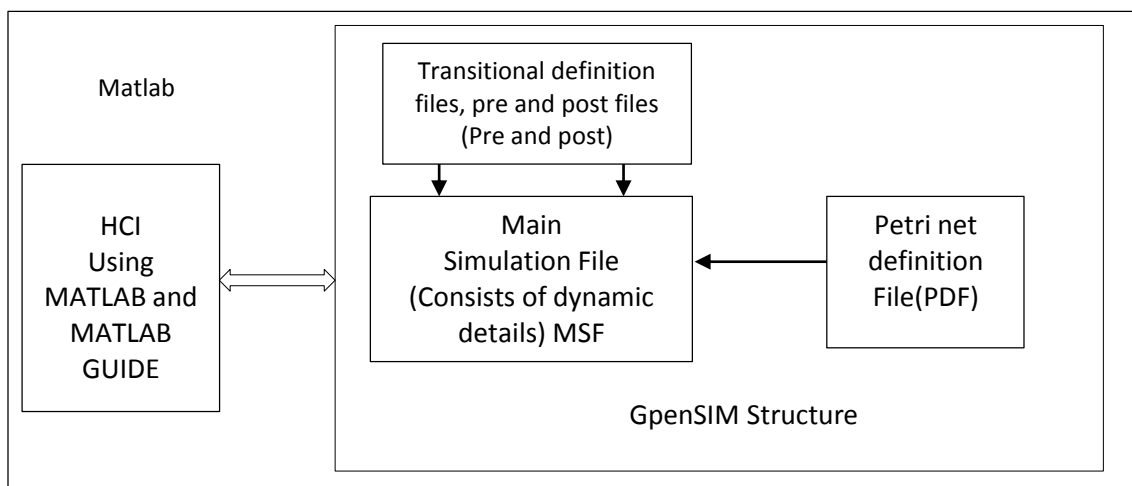 Matlab
Transitional definition
files, pre and post files
(Pre and post)
HCI
Using
MATLAB and
MATLAB
GUIDE
Main
Simulation File
(Consists of dynamic
details) MSF
Petri net
definition
File(PDF)
GpenSIM Structure